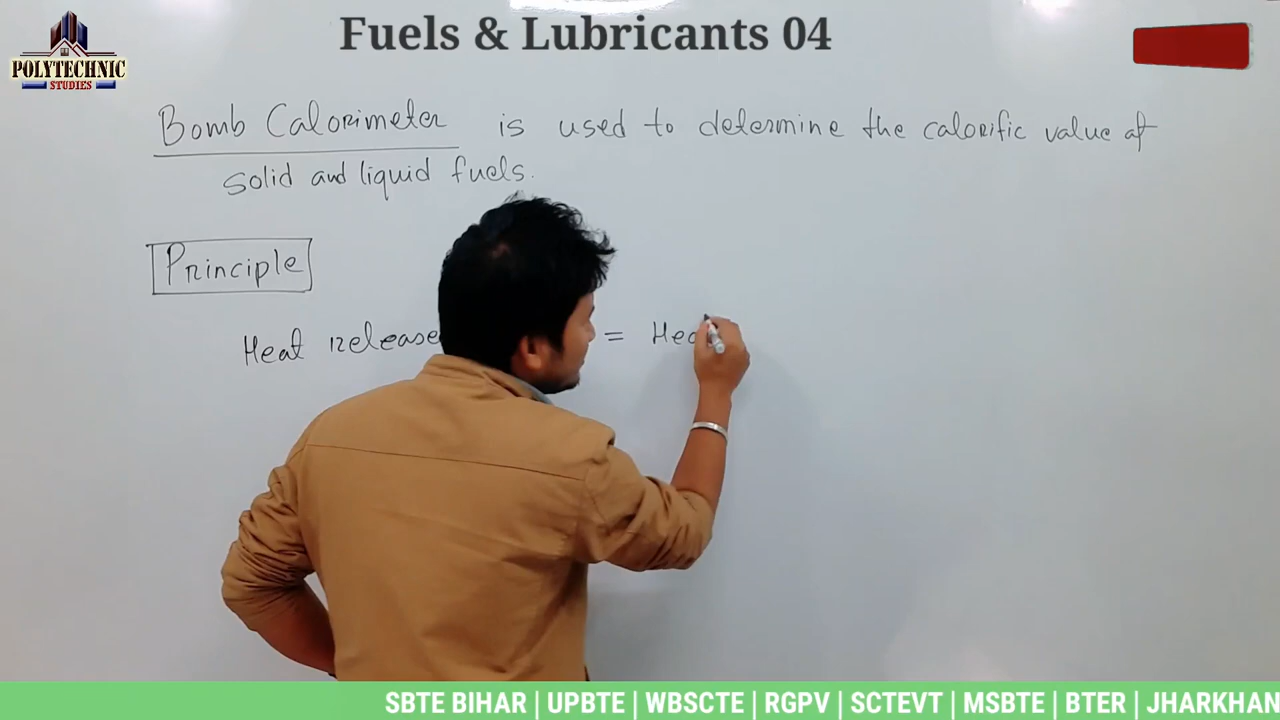 Fuels & Lubricants 04
POLYTECHNIC
STUDIES
Bomb Calorimeter is used to determine the calorific value of
solid and liquid fuels.
Principle
Heat release = Hea
SBTE BIHAR | UPBTE | WBSCTE | RGPV | SCTEVT | MSBTE | BTER | JHARKHAN